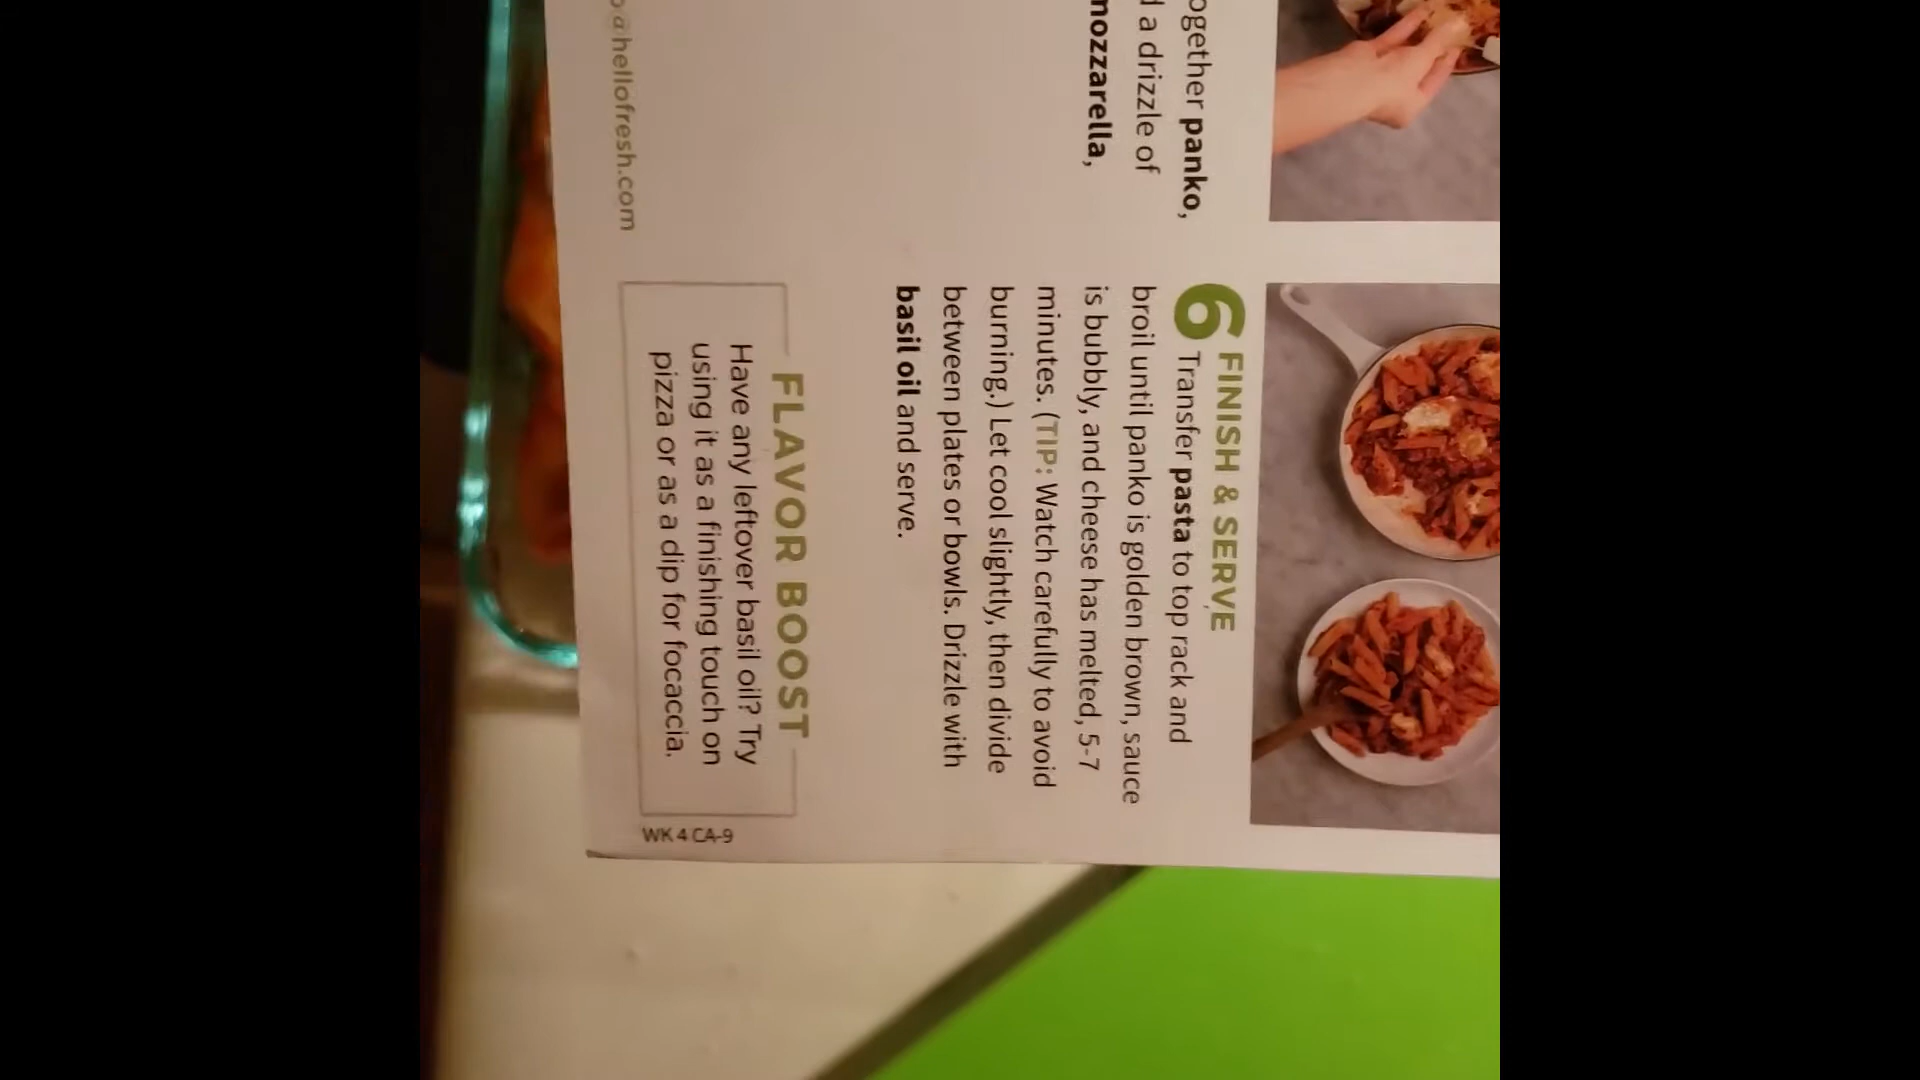 together panko,
a drizzle of
mozzarella,
hellofresh.com
6 FINISH & SERVE
Transfer pasta to top rack and
broil until panko is golden brown, sauce
is bubbly, and cheese has melted, 5-7
minutes. (TIP: Watch carefully to avoid
burning.) Let cool slightly, then divide
between plates or bowls. Drizzle with
basil oil and serve.
FLAVOR BOOST
Have any leftover basil oil? Try
using it as a finishing touch on
pizza or as a dip for focaccia.
WK 4 CA-9